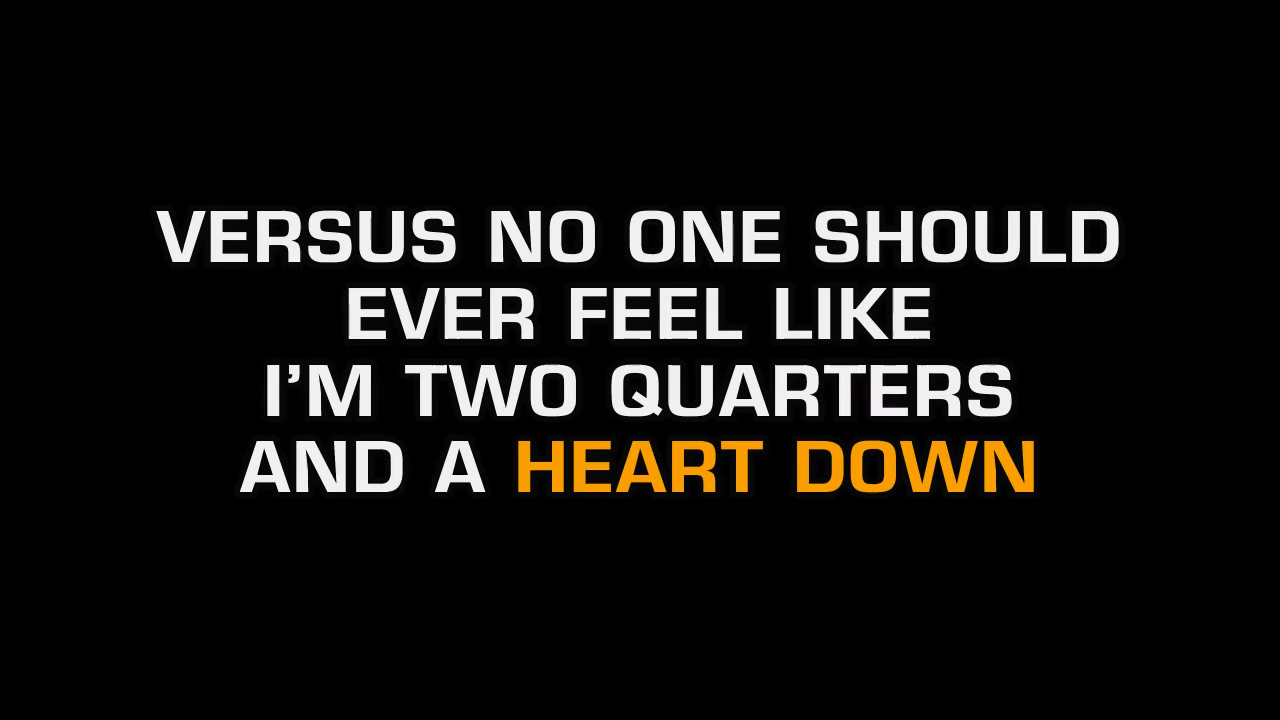 VERSUS NO ONE SHOULD
EVER FEEL LIKE
I'M TWO QUARTERS
AND A HEART DOWN